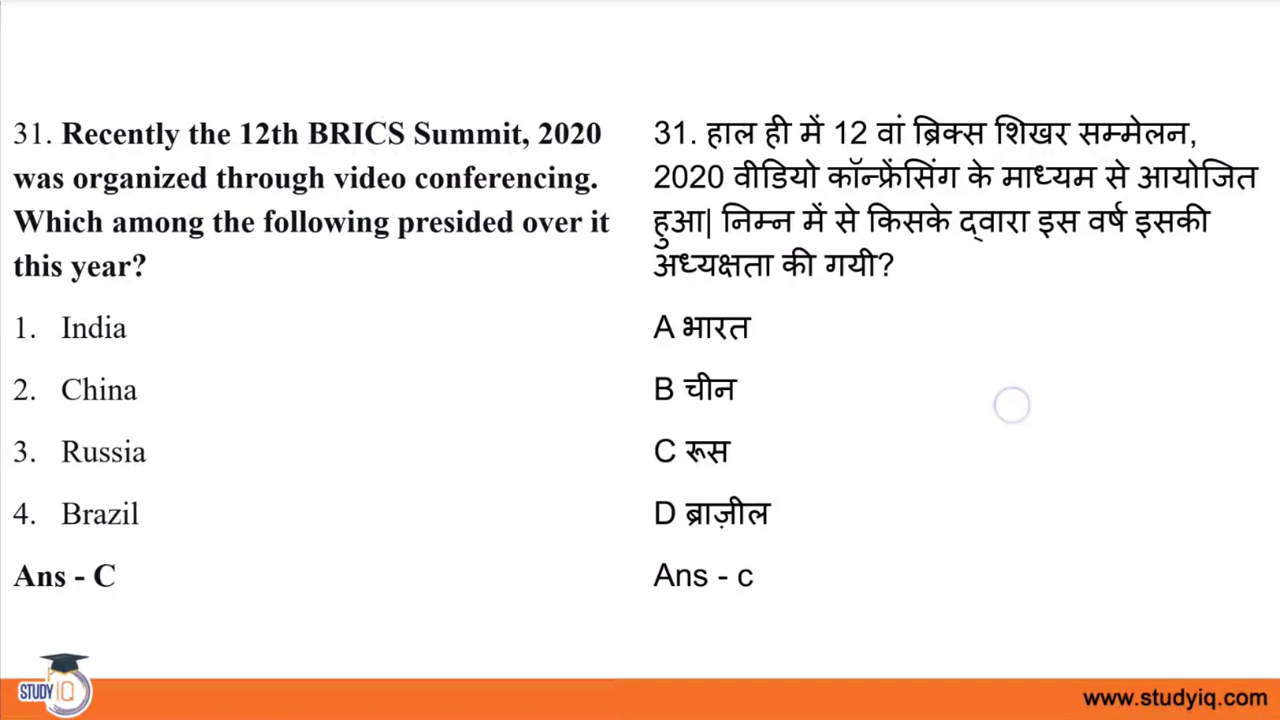 31. Recently the 12th BRICS Summit, 2020
was organized through video conferencing.
Which among the following presided over it
this year?
1. India
2. China
3. Russia
4. Brazil
Ans - C
31. हाल ही में 12 वां ब्रिक्स शिखर सम्मेलन,
2020 वीडियो कॉन्फ्रेंसिंग के माध्यम से आयोजित
हुआ| निम्न में से किसके द्वारा इस वर्ष इसकी
अध्यक्षता की गयी?
A भारत
B चीन
C रूस
D ब्राज़ील
Ans - c
STUDY IQ
www.studyiq.com